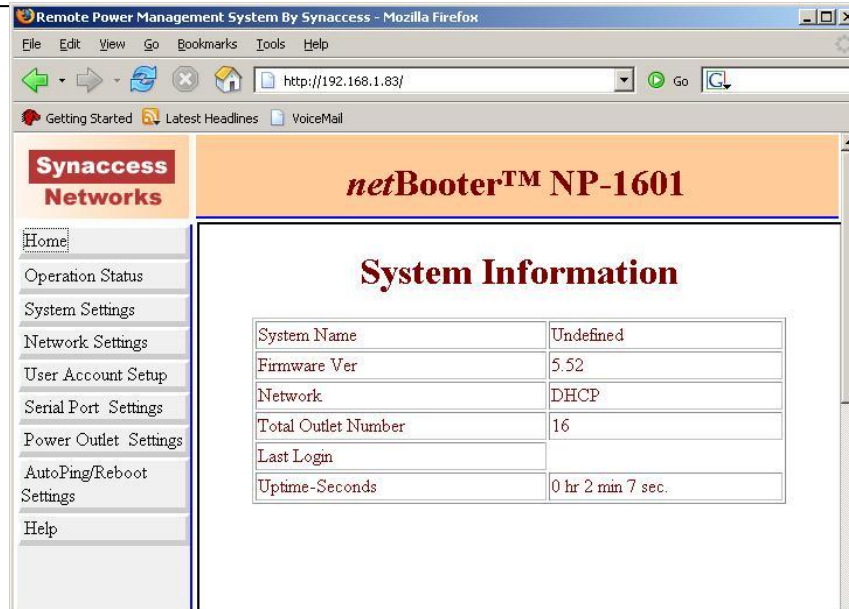 Remote Power Management System By Synaccess - Mozilla Firefox
File Edit View Go Bookmarks Tools Help
http://192.168.1.83/ Go G
Getting Started Latest Headlines VoiceMail
Synaccess
Networks
netBooter™ NP-1601
Home
Operation Status
System Settings
Network Settings
User Account Setup
Serial Port Settings
Power Outlet Settings
AutoPing/Reboot
Settings
Help
System Information
System Name Undefined
Firmware Ver 5.52
Network DHCP
Total Outlet Number 16
Last Login
Uptime-Seconds 0 hr 2 min 7 sec.